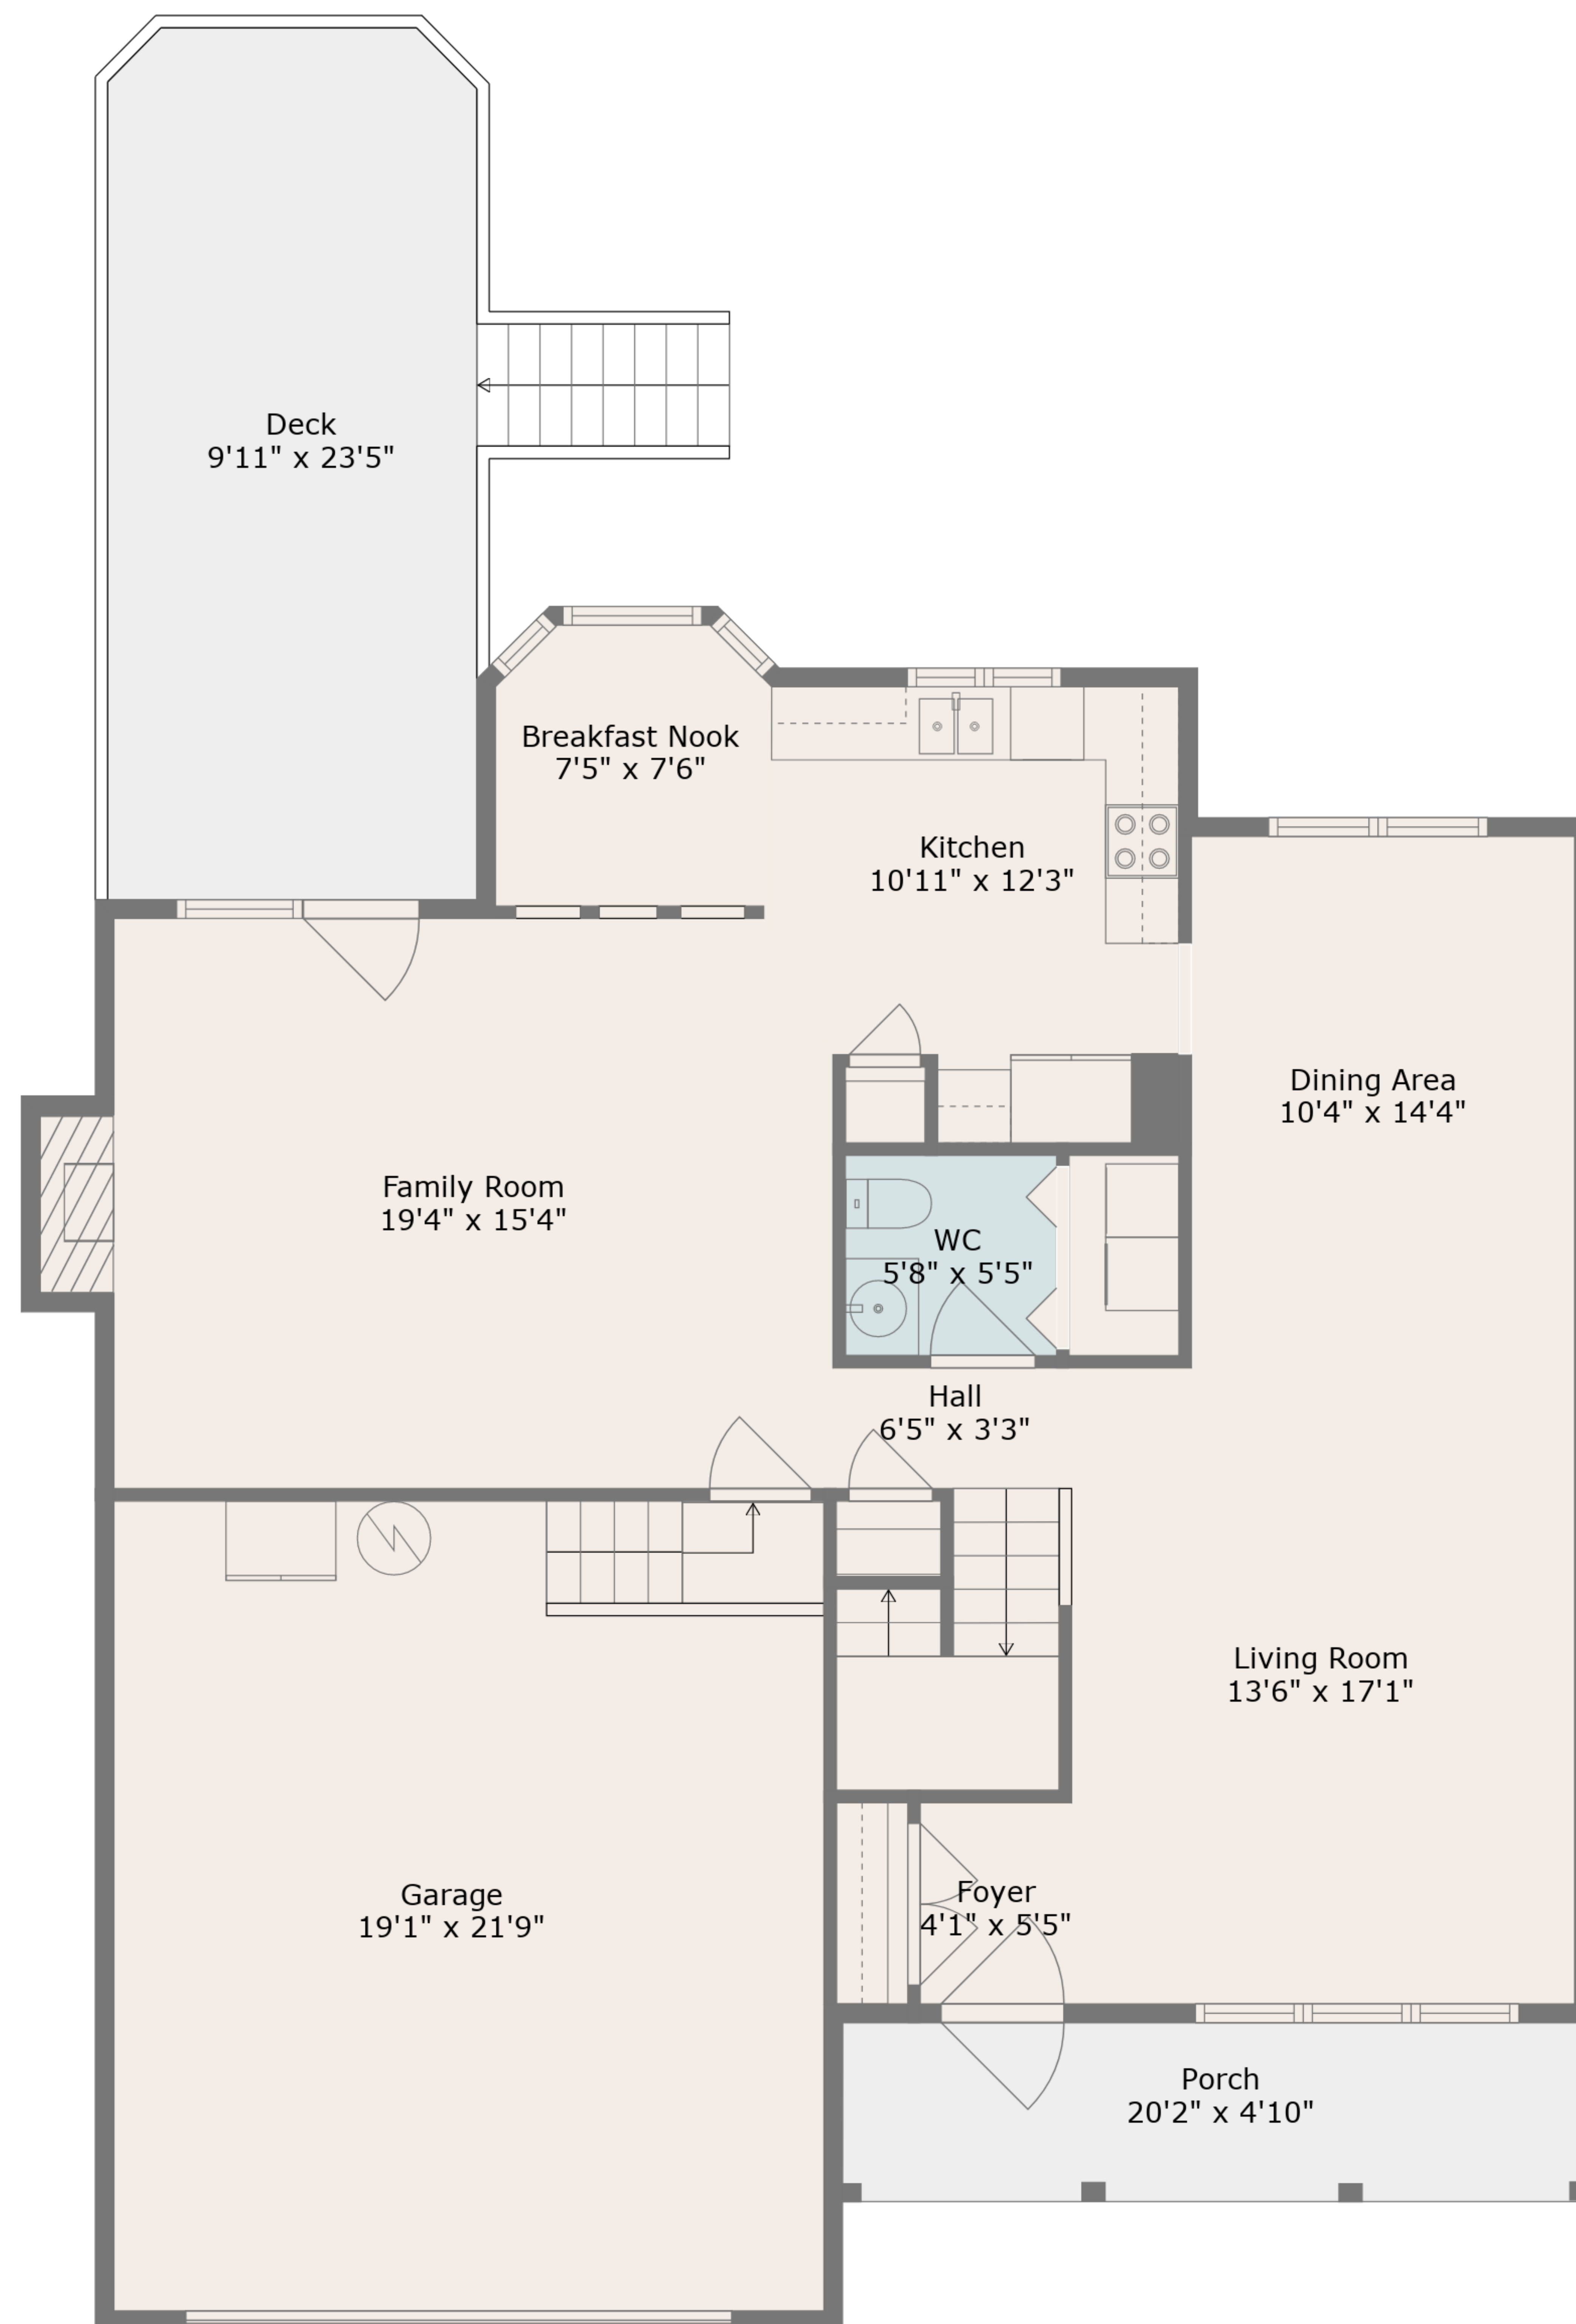 Deck
9'11" x 23'5"
Breakfast Nook
7'5" x 7'6"
Kitchen
10'11" x 12'3"
Dining Area
10'4" x 14'4"
Family Room
19'4" x 15'4"
WC
5'8" x 5'5"
Hall
6'5" x 3'3"
Living Room
13'6" x 17'1"
Garage
19'1" x 21'9"
Foyer
4'1" x 5'5"
Porch
20'2" x 4'10"